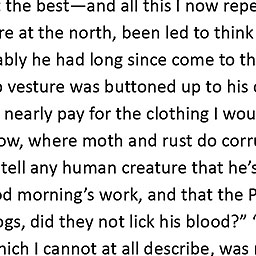 the best—and all this I now repe
re at the north, been led to think
ably he had long since come to th
vesture was buttoned up to his
nearly pay for the clothing I wou
ow, where moth and rust do corru
tell any human creature that he's
od morning's work, and that the P
ogs, did they not lick his blood?" "
hich I cannot at all describe, was